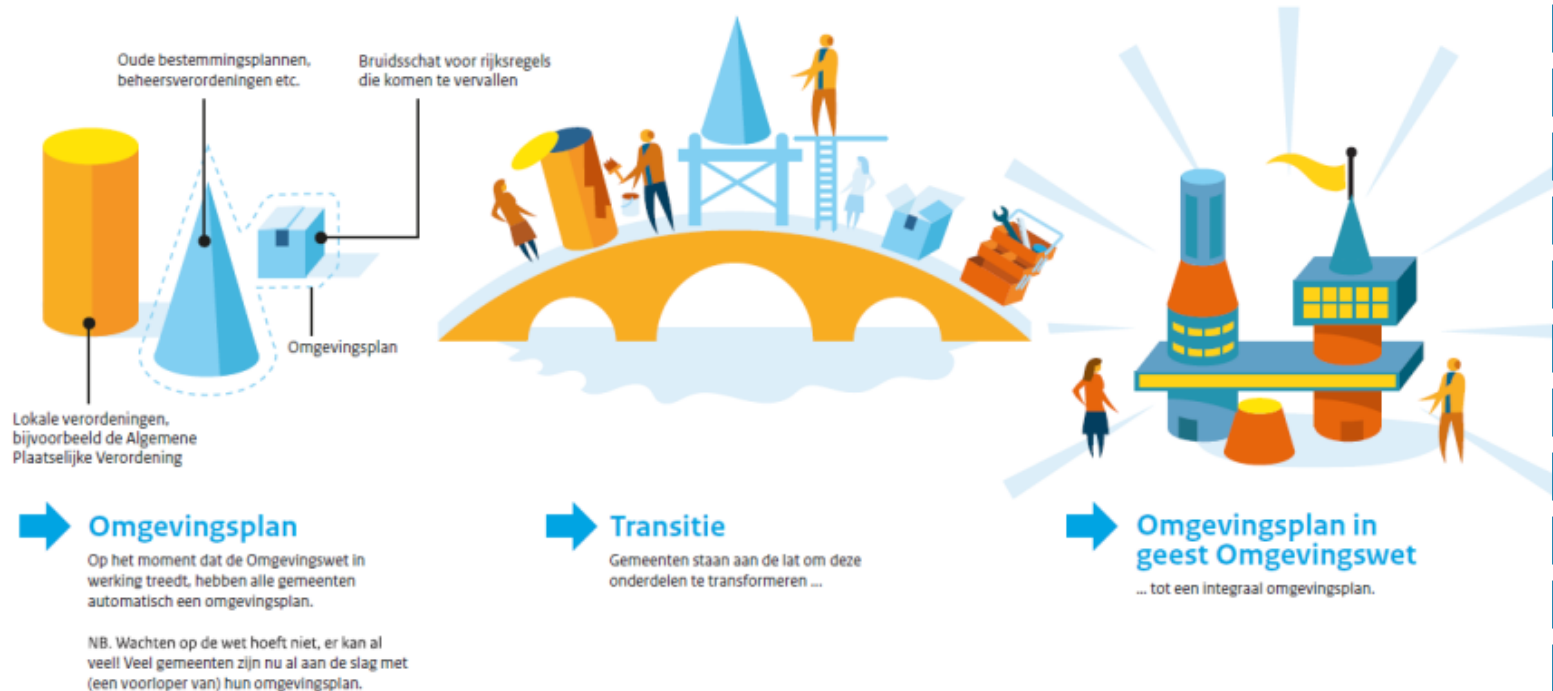 Oude bestemmingsplannen,
beheersverordeningen etc.
Bruidsschat voor rijksregels
die komen te vervallen
Omgevingsplan
Lokale verordeningen,
bijvoorbeeld de Algemene
Plaatselijke Verordening
Omgevingsplan
Op het moment dat de Omgevingswet in
werking treedt, hebben alle gemeenten
automatisch een omgevingsplan.
NB. Wachten op de wet hoeft niet, er kan al
veel! Veel gemeenten zijn nu al aan de slag met
(een voorloper van) hun omgevingsplan.
Transitie
Gemeenten staan aan de lat om deze
onderdelen te transformeren ...
Omgevingsplan in
geest Omgevingswet
... tot een integraal omgevingsplan.